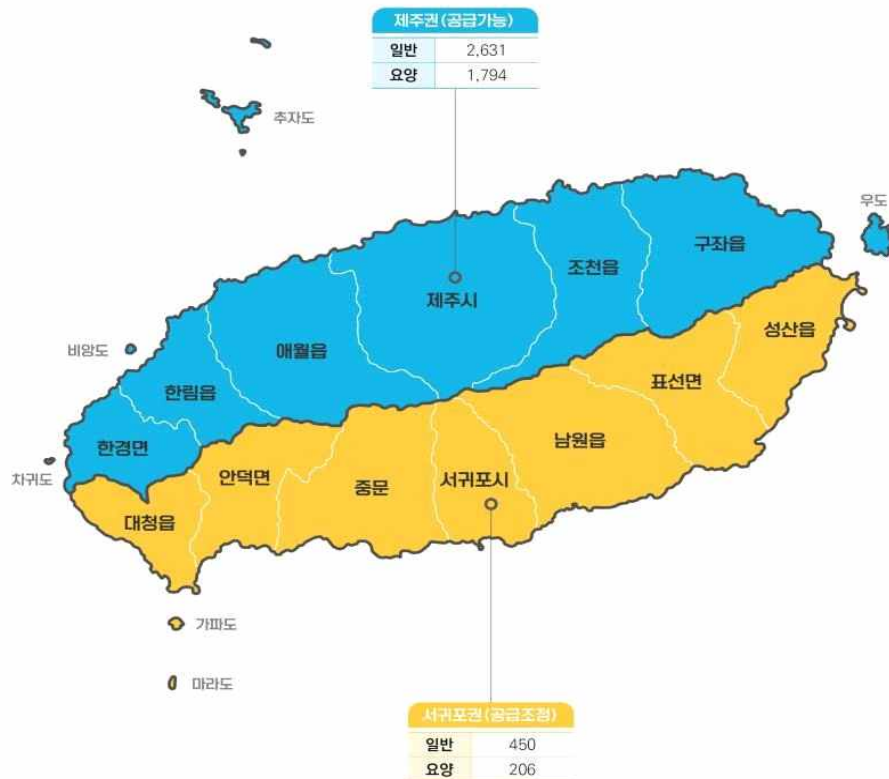 제주권(공급가능)
일반 2,631
요양 1,794
추자도
우도
구좌읍
조천읍
제주시
성산읍
비양도
애월읍
표선면
한림읍
남원읍
한경면
차귀도
안덕면
중문
서귀포시
대청읍
가파도
마라도
서귀포권(공급조정)
일반 450
요양 206